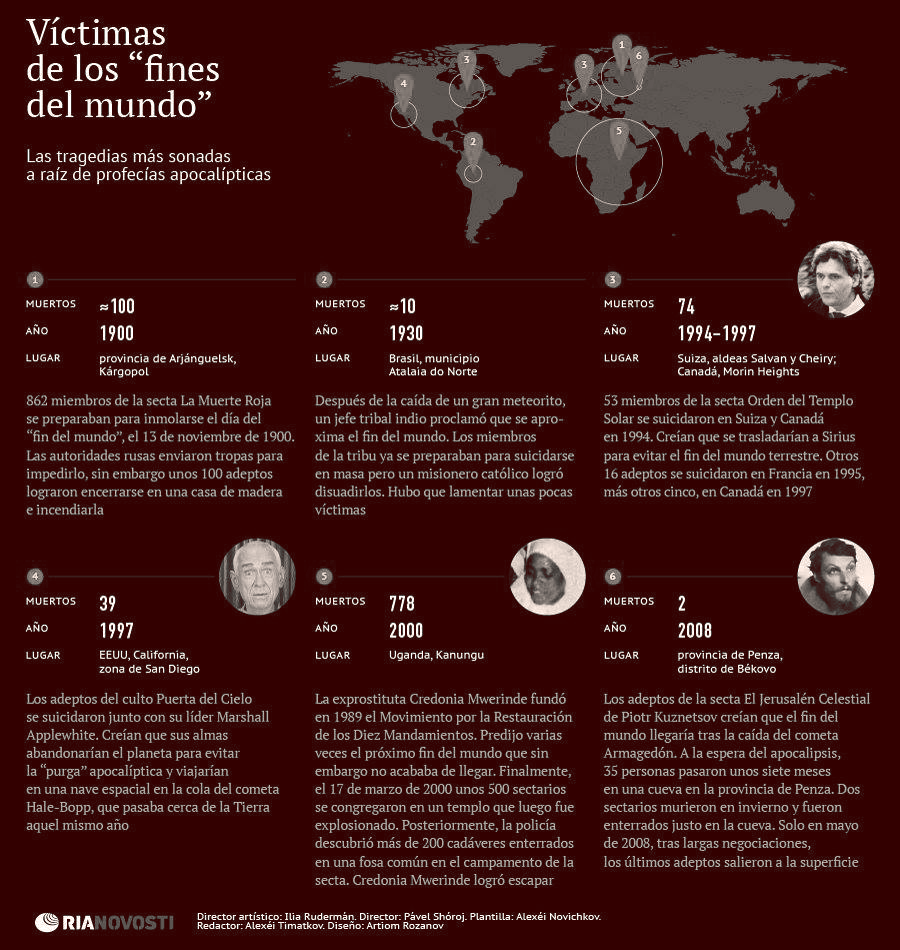 Víctimas
de los “fines
del mundo”
Las tragedias más sonadas
a raíz de profecías apocalípticas
1
6
3
3
4
5
2
1
MUERTOS ≈100
AÑO 1900
LUGAR provincia de Arjánguelsk,
Kárgopol
862 miembros de la secta La Muerte Roja
se preparaban para inmolarse el día del
“fin del mundo”, el 13 de noviembre de 1900.
Las autoridades rusas enviaron tropas para
impedirlo, sin embargo unos 100 adeptos
lograron encerrarse en una casa de madera
e incendiarla
2
MUERTOS ≈10
AÑO 1930
LUGAR Brasil, municipio
Atalaia do Norte
Después de la caída de un gran meteorito,
un jefe tribal indio proclamó que se apro-
xima el fin del mundo. Los miembros
de la tribu ya se preparaban para suicidarse
en masa pero un misionero católico logró
disuadirlos. Hubo que lamentar unas pocas
víctimas
3
MUERTOS 74
AÑO 1994–1997
LUGAR Suiza, aldeas Salvan y Cheiry;
Canadá, Morin Heights
53 miembros de la secta Orden del Templo
Solar se suicidaron en Suiza y Canadá
en 1994. Creían que se trasladarían a Sirius
para evitar el fin del mundo terrestre. Otros
16 adeptos se suicidaron en Francia en 1995,
más otros cinco, en Canadá en 1997
4
MUERTOS 39
AÑO 1997
LUGAR EEUU, California,
zona de San Diego
Los adeptos del culto Puerta del Cielo
se suicidaron junto con su líder Marshall
Applewhite. Creían que sus almas
abandonarían el planeta para evitar
la “purga” apocalíptica y viajarían
en una nave espacial en la cola del cometa
Hale-Bopp, que pasaba cerca de la Tierra
aquel mismo año
5
MUERTOS 778
AÑO 2000
LUGAR Uganda, Kanungu
La exprostituta Credonia Mwerinde fundó
en 1989 el Movimiento por la Restauración
de los Diez Mandamientos. Predijo varias
veces el próximo fin del mundo que sin
embargo no acababa de llegar. Finalmente,
el 17 de marzo de 2000 unos 500 sectarios
se congregaron en un templo que luego fue
explosionado. Posteriormente, la policía
descubrió más de 200 cadáveres enterrados
en una fosa común en el campamento de la
secta. Credonia Mwerinde logró escapar
6
MUERTOS 2
AÑO 2008
LUGAR provincia de Penza,
distrito de Békovo
Los adeptos de la secta El Jerusalén Celestial
de Piotr Kuznetsov creían que el fin del
mundo llegaría tras la caída del cometa
Armagedón. A la espera del apocalipsis,
35 personas pasaron unos siete meses
en una cueva en la provincia de Penza. Dos
sectarios murieron en invierno y fueron
enterrados justo en la cueva. Solo en mayo
de 2008, tras largas negociaciones,
los últimos adeptos salieron a la superficie
RIANOVOSTI
Director artístico: Ilia Rudermán. Director: Pável Shóroj. Plantilla: Alexéi Novichkov.
Redactor: Alexéi Timatkov. Diseño: Artiom Rozanov